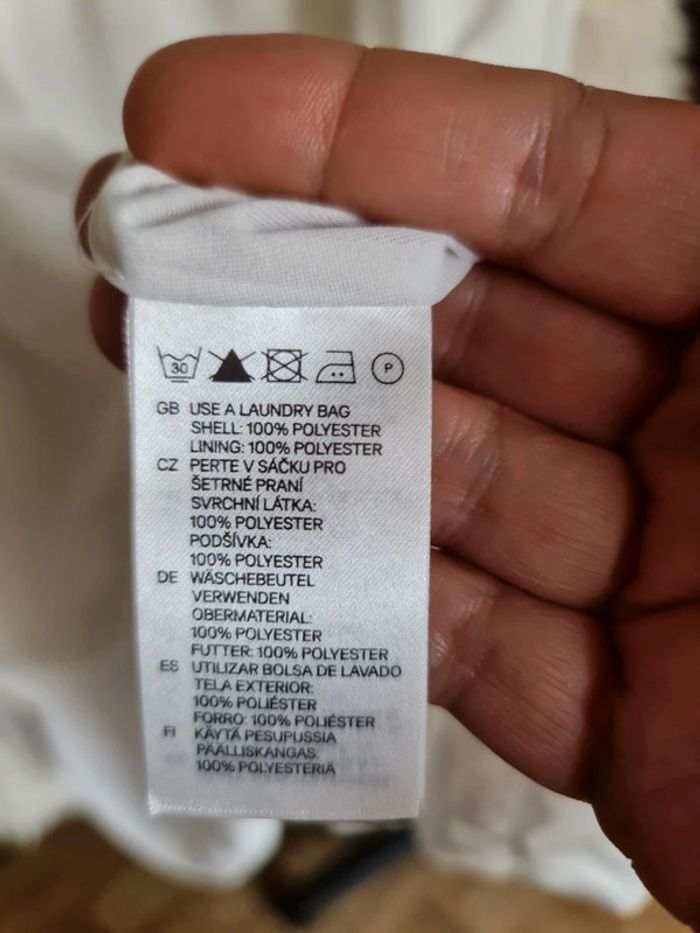 30 P
GB USE A LAUNDRY BAG
SHELL: 100% POLYESTER
LINING: 100% POLYESTER
CZ PERTE V SÁČKU PRO
ŠETRNÉ PRANÍ
SVRCHNÍ LÁTKA:
100% POLYESTER
PODŠÍVKA:
100% POLYESTER
DE WÄSCHEBEUTEL
VERWENDEN
OBERMATERIAL:
100% POLYESTER
FUTTER: 100% POLYESTER
ES UTILIZAR BOLSA DE LAVADO
TELA EXTERIOR:
100% POLIÉSTER
FORRO: 100% POLIÉSTER
FI KÄYTÄ PESUPUSSIA
PÄÄLLISKANGAS:
100% POLYESTERIÄ